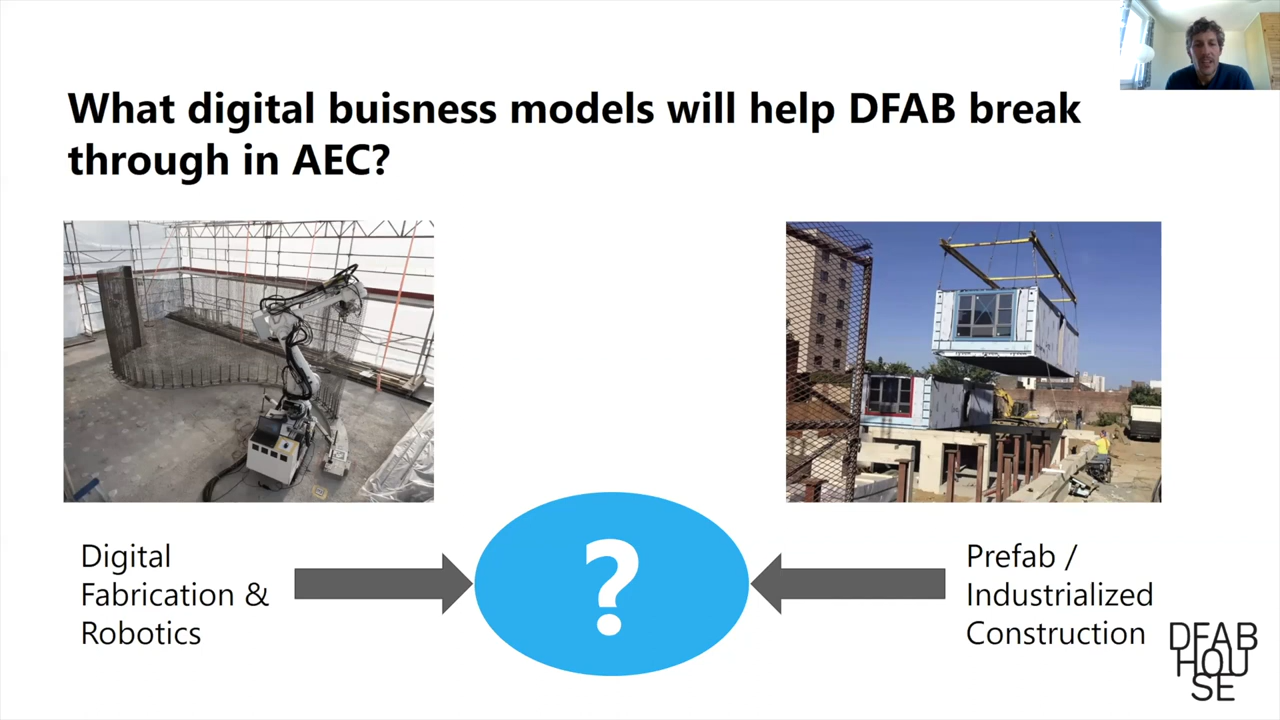 What digital buisness models will help DFAB break
through in AEC?
Digital
Fabrication &
Robotics
?
Prefab /
Industrialized
Construction
DFAB
HOU
SE